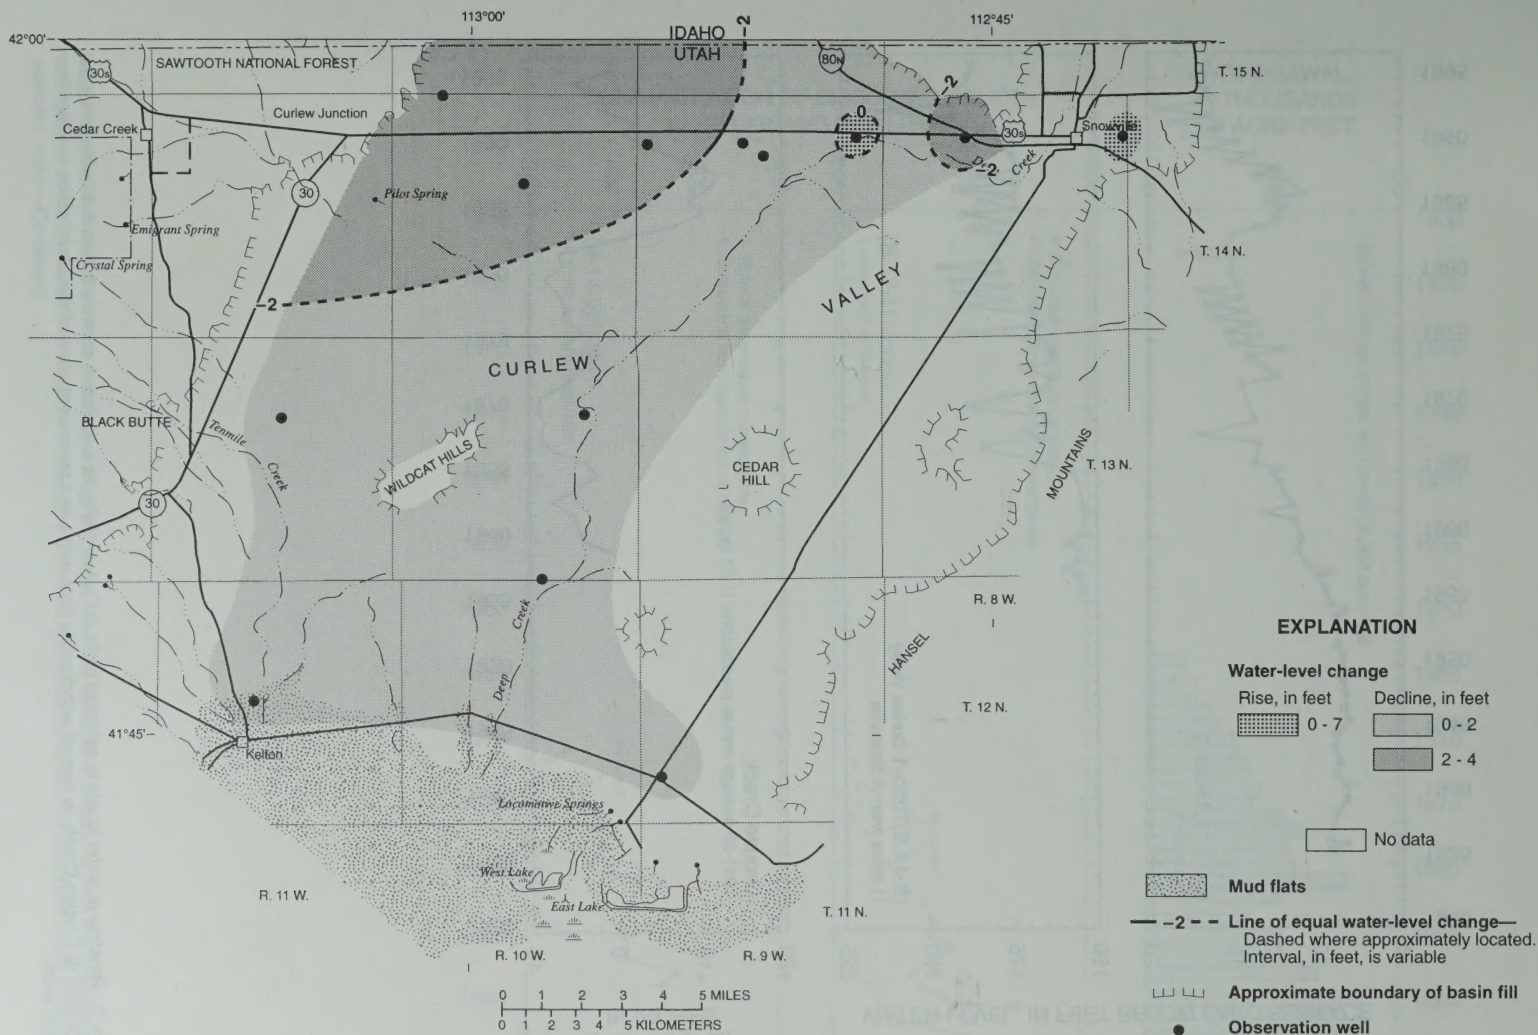 113°00'
112°45'
42°00'
IDAHO
UTAH
-2
30s
SAWTOOTH NATIONAL FOREST
80N
-2
T. 15 N.
Curlew Junction
Cedar Creek
0
30s
Snowville
Creek
-2
30
Pilot Spring
Emigrant Spring
Crystal Spring
T. 14 N.
-2
VALLEY
CURLEW
BLACK BUTTE
Tenmile
Creek
WILDCAT HILLS
CEDAR
HILL
MOUNTAINS
T. 13 N.
30
R. 8 W.
Creek
Deep
HANSEL
T. 12 N.
41°45'
Kelton
Locomotive Springs
West Lake
East Lake
R. 11 W.
T. 11 N.
R. 10 W.
R. 9 W.
0 1 2 3 4 5 MILES
0 1 2 3 4 5 KILOMETERS
EXPLANATION
Water-level change
Rise, in feet
Decline, in feet
0 - 7
0 - 2
2 - 4
No data
Mud flats
-2
Line of equal water-level change—
Dashed where approximately located.
Interval, in feet, is variable
Approximate boundary of basin fill
Observation well